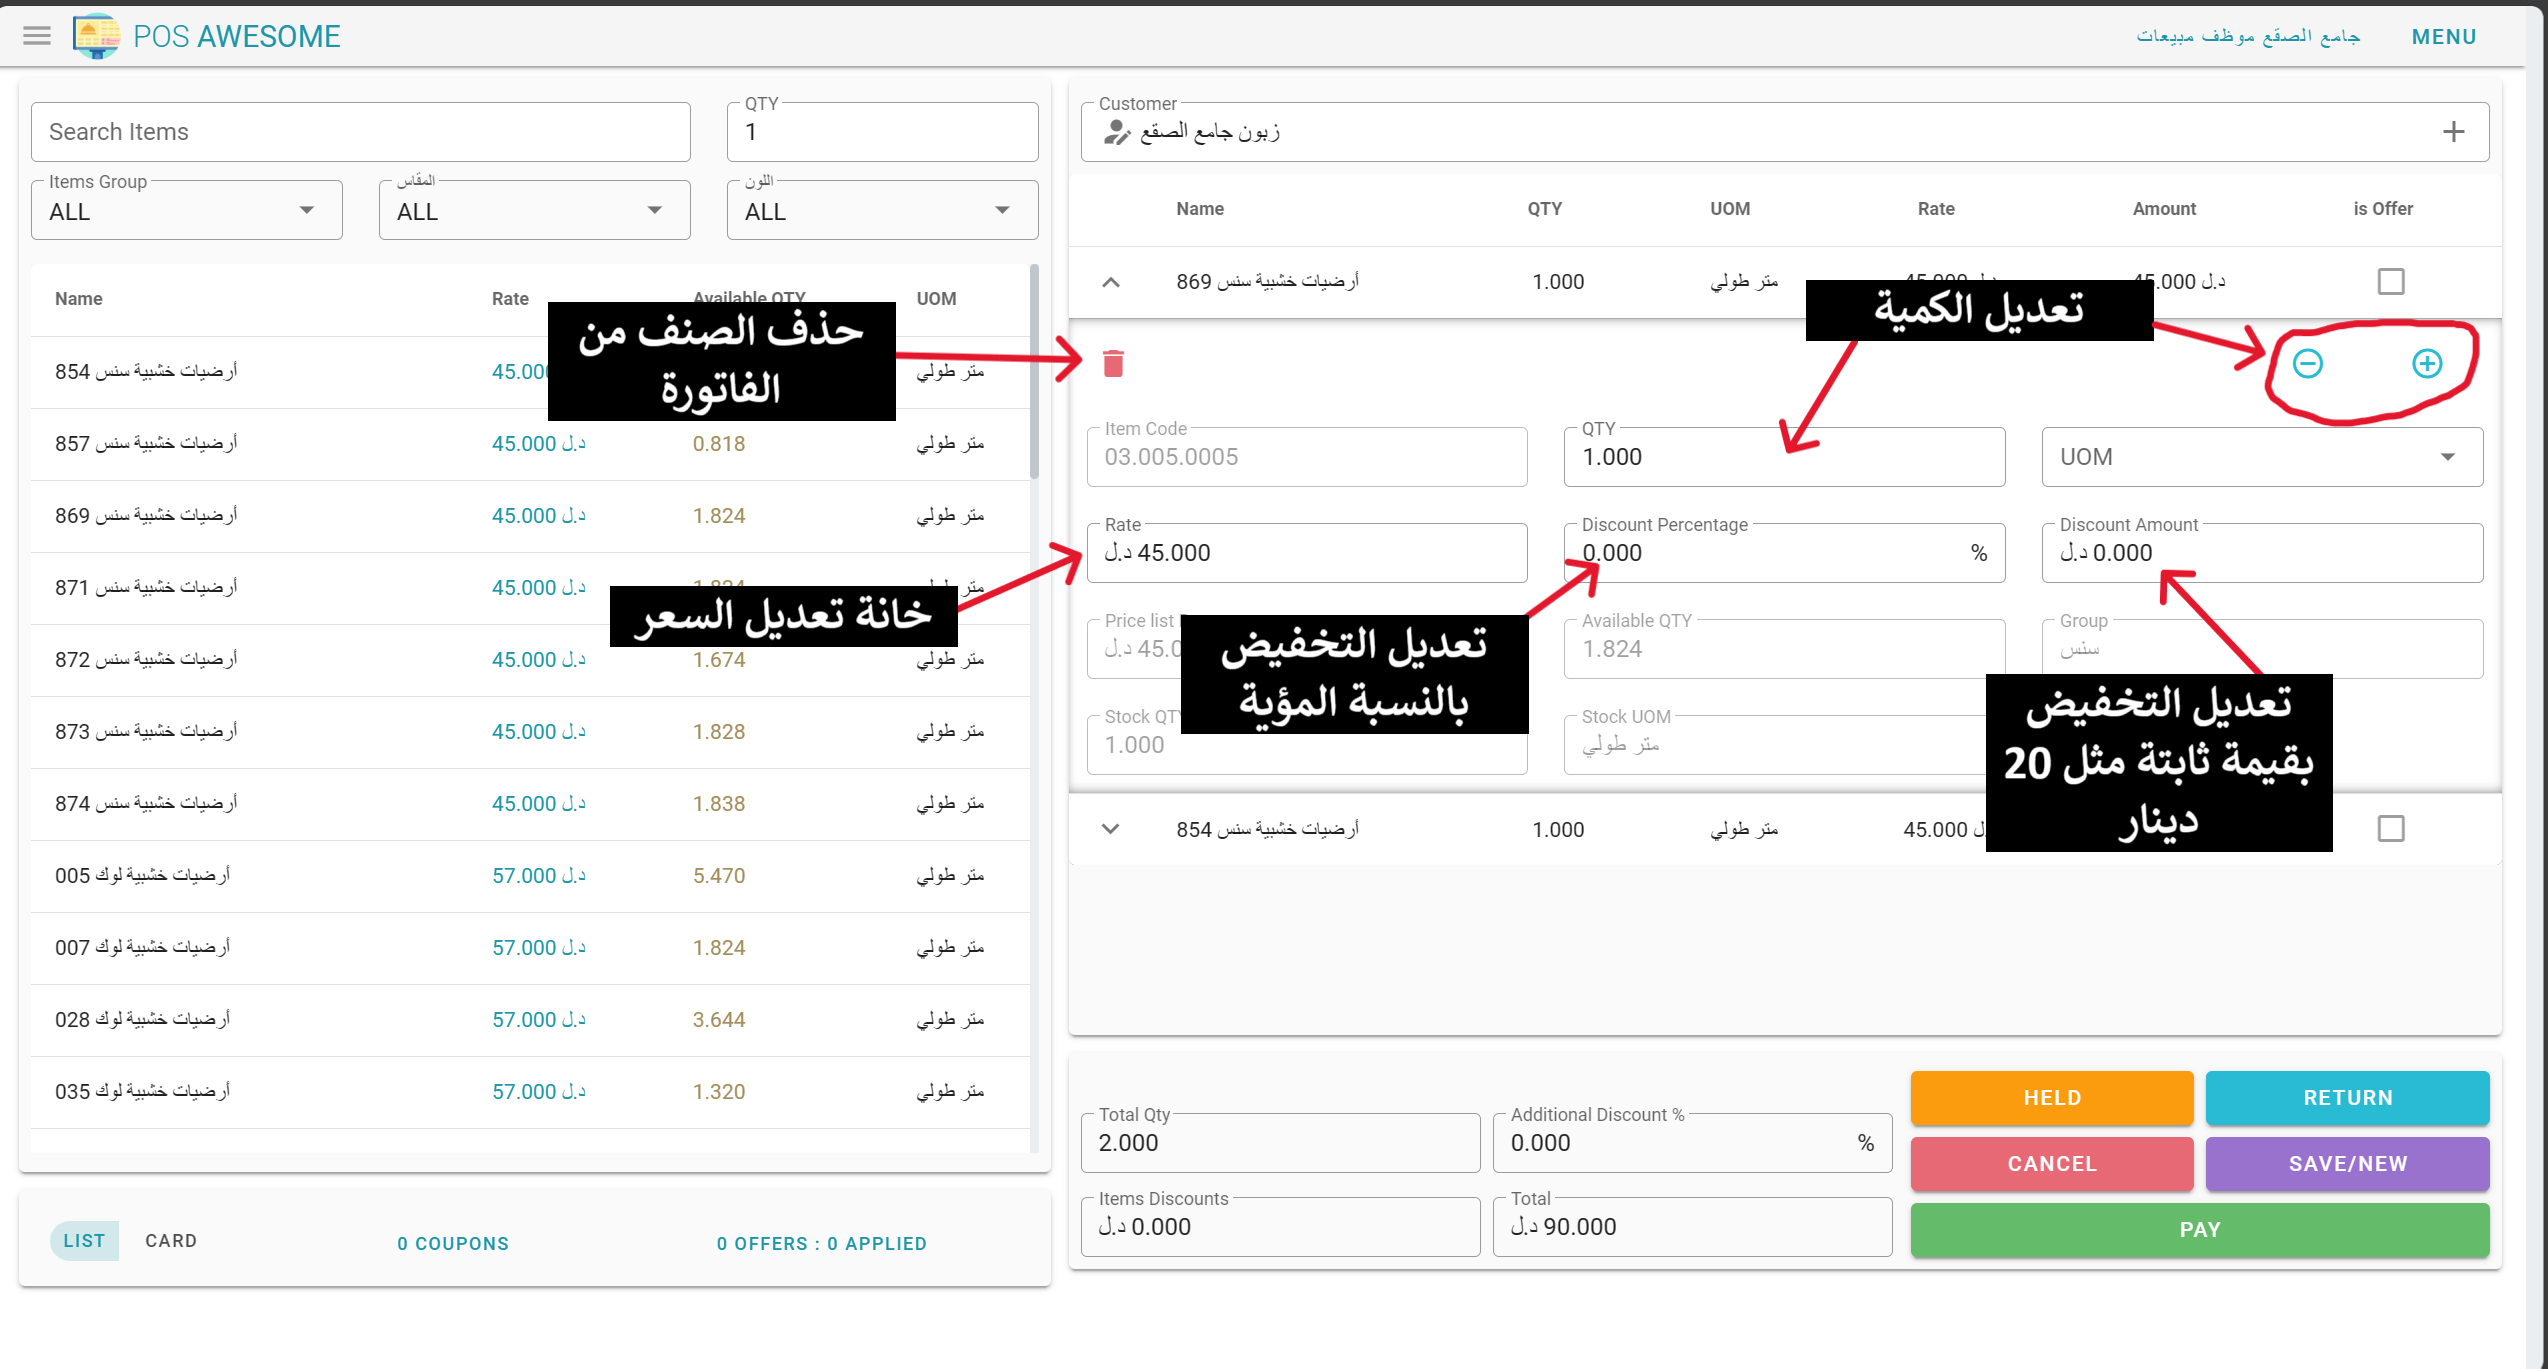 POS AWESOME
جامع الصقع موظف مبيعات
MENU
Search Items
QTY
1
Items Group
ALL
المقاس
ALL
اللون
ALL
Name Rate Available QTY UOM
أرضيات خشبية سنس 854 45.00 متر طولي
أرضيات خشبية سنس 857 45.000 د.ل 0.818 متر طولي
أرضيات خشبية سنس 869 45.000 د.ل 1.824 متر طولي
أرضيات خشبية سنس 871 45.000 د.ل متر طولي
أرضيات خشبية سنس 872 45.000 د.ل 1.674 متر طولي
أرضيات خشبية سنس 873 45.000 د.ل 1.828 متر طولي
أرضيات خشبية سنس 874 45.000 د.ل 1.838 متر طولي
أرضيات خشبية لوك 005 57.000 د.ل 5.470 متر طولي
أرضيات خشبية لوك 007 57.000 د.ل 1.824 متر طولي
أرضيات خشبية لوك 028 57.000 د.ل 3.644 متر طولي
أرضيات خشبية لوك 035 57.000 د.ل 1.320 متر طولي
حذف الصنف من
الفاتورة
خانة تعديل السعر
LIST CARD 0 COUPONS 0 OFFERS : 0 APPLIED
Customer
زبون جامع الصقع
Name QTY UOM Rate Amount is Offer
أرضيات خشبية سنس 869 1.000 متر طولي 45.000 د.ل 45.000 د.ل
تعديل الكمية
Item Code
03.005.0005
QTY
1.000
UOM
Rate
د.ل 45.000
Discount Percentage
0.000 %
Discount Amount
د.ل 0.000
Price list
د.ل 45.0
Available QTY
1.824
Group
سنس
Stock QTY
1.000
Stock UOM
متر طولي
تعديل التخفيض
بالنسبة المؤية
تعديل التخفيض
بقيمة ثابتة مثل 20
دينار
أرضيات خشبية سنس 854 1.000 متر طولي 45.000
Total Qty
2.000
Additional Discount %
0.000 %
Items Discounts
د.ل 0.000
Total
د.ل 90.000
HELD
RETURN
CANCEL
SAVE/NEW
PAY